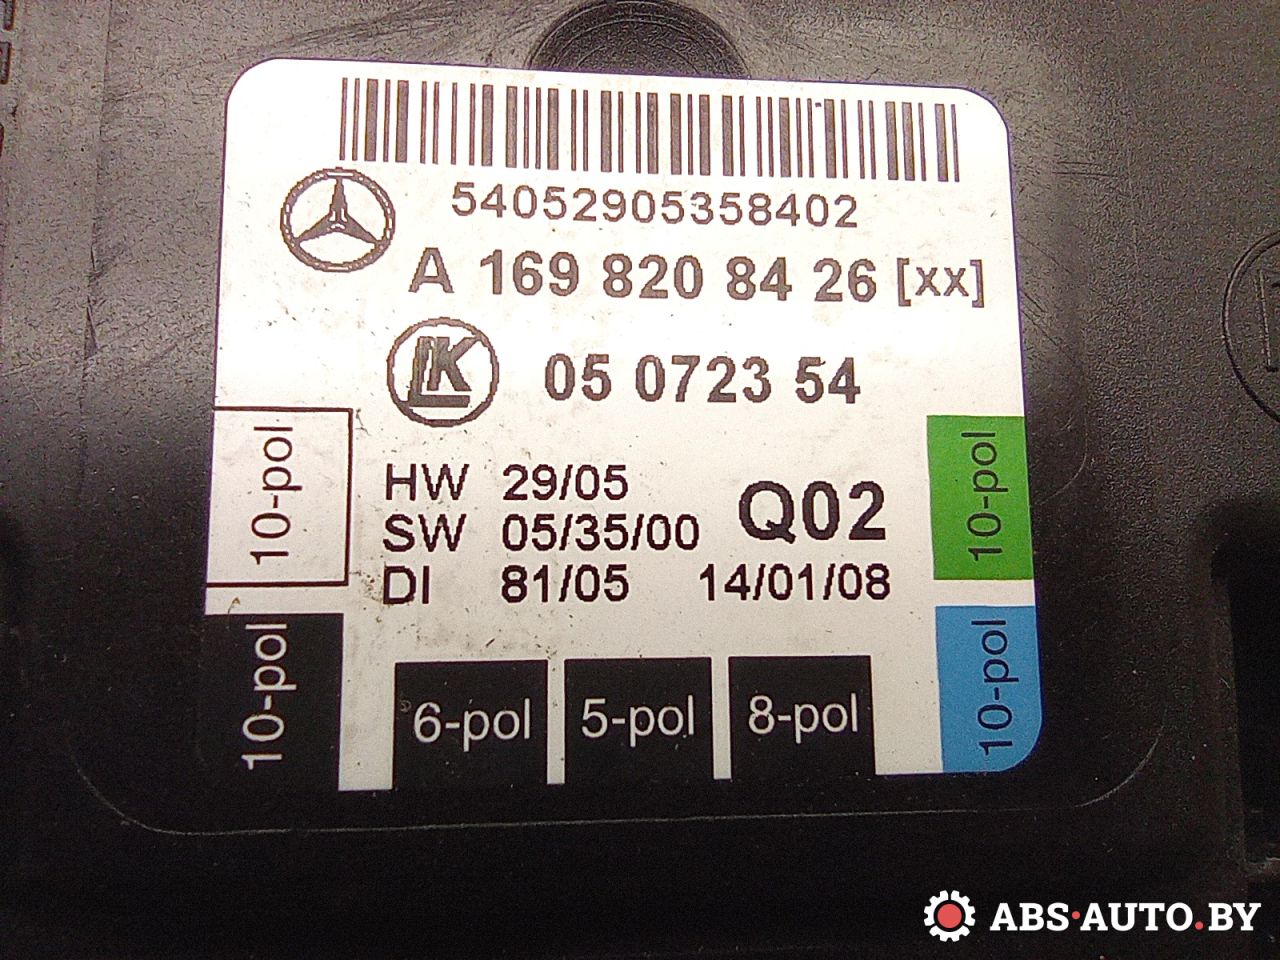 54052905358402
A 169 820 84 26 [xx]
LK 05 0723 54
10-pol
HW 29/05
SW 05/35/00
Q02
10-pol
DI 81/05 14/01/08
10-pol
6-pol
5-pol
8-pol
10-pol
ABS·AUTO.BY